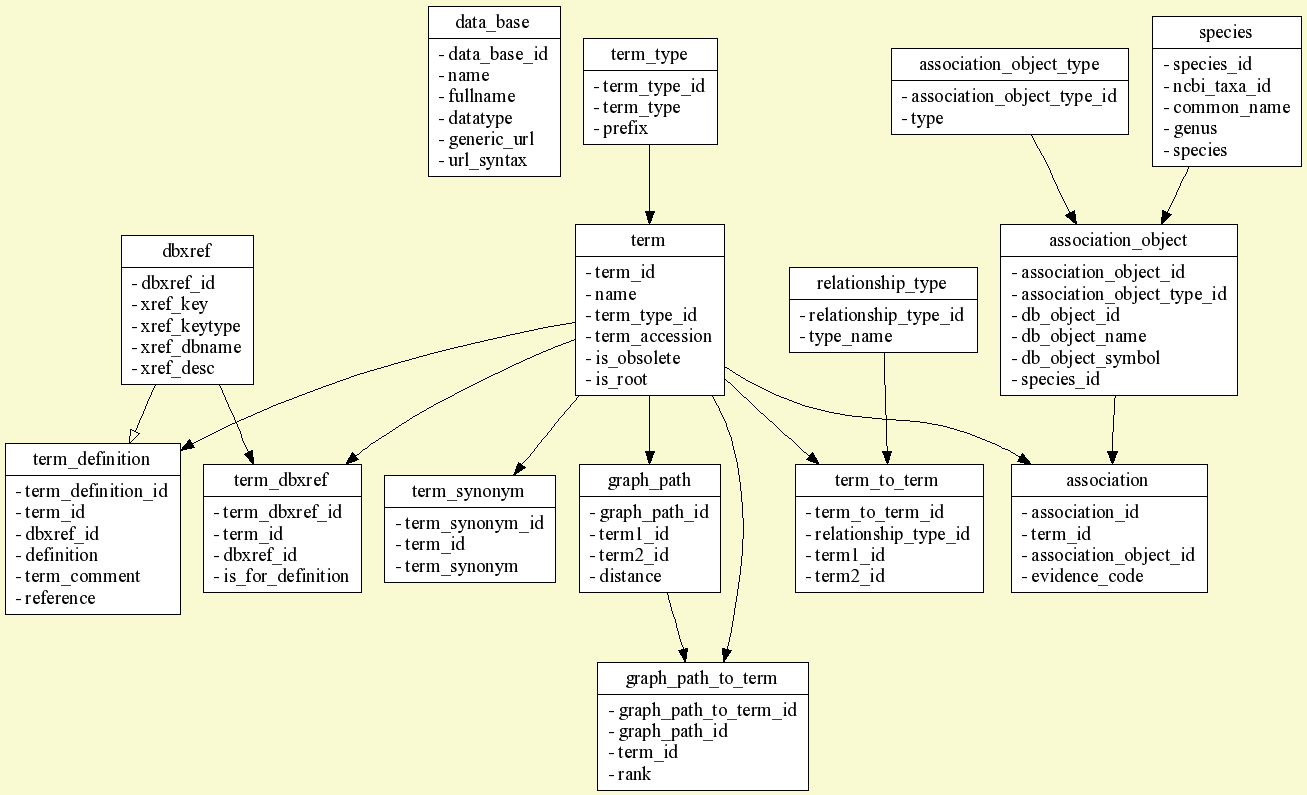 data_base
- data_base_id
- name
- fullname
- datatype
- generic_url
- url_syntax
term_type
- term_type_id
- term_type
- prefix
association_object_type
- association_object_type_id
- type
species
- species_id
- ncbi_taxa_id
- common_name
- genus
- species
dbxref
- dbxref_id
- xref_key
- xref_keytype
- xref_dbname
- xref_desc
term
- term_id
- name
- term_type_id
- term_accession
- is_obsolete
- is_root
relationship_type
- relationship_type_id
- type_name
association_object
- association_object_id
- association_object_type_id
- db_object_id
- db_object_name
- db_object_symbol
- species_id
term_definition
- term_definition_id
- term_id
- dbxref_id
- definition
- term_comment
- reference
term_dbxref
- term_dbxref_id
- term_id
- dbxref_id
- is_for_definition
term_synonym
- term_synonym_id
- term_id
- term_synonym
graph_path
- graph_path_id
- term1_id
- term2_id
- distance
term_to_term
- term_to_term_id
- relationship_type_id
- term1_id
- term2_id
association
- association_id
- term_id
- association_object_id
- evidence_code
graph_path_to_term
- graph_path_to_term_id
- graph_path_id
- term_id
- rank